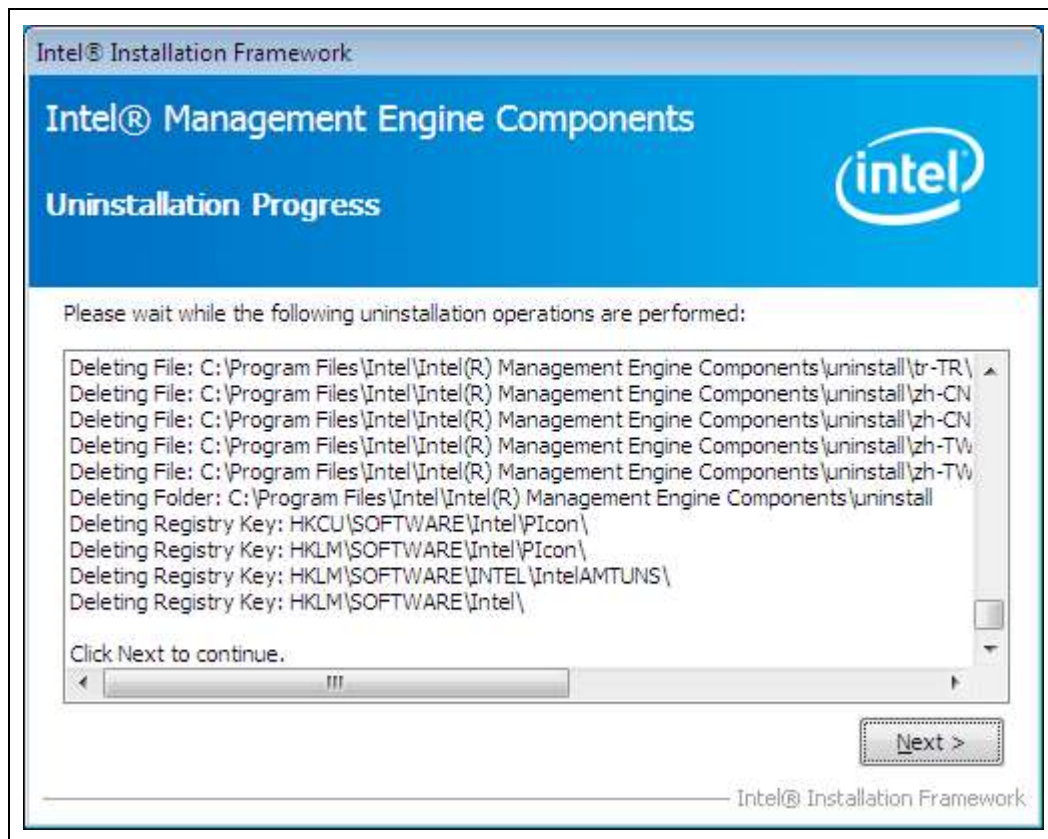 Intel® Installation Framework
Intel® Management Engine Components
intel
Uninstallation Progress
Please wait while the following uninstallation operations are performed:
Deleting File: C:\Program Files\Intel\Intel(R) Management Engine Components\uninstall\tr-TR\
Deleting File: C:\Program Files\Intel\Intel(R) Management Engine Components\uninstall\zh-CN
Deleting File: C:\Program Files\Intel\Intel(R) Management Engine Components\uninstall\zh-CN
Deleting File: C:\Program Files\Intel\Intel(R) Management Engine Components\uninstall\zh-TW
Deleting File: C:\Program Files\Intel\Intel(R) Management Engine Components\uninstall\zh-TW
Deleting Folder: C:\Program Files\Intel\Intel(R) Management Engine Components\uninstall
Deleting Registry Key: HKCU\SOFTWARE\Intel\PIcon\
Deleting Registry Key: HKLM\SOFTWARE\Intel\PIcon\
Deleting Registry Key: HKLM\SOFTWARE\INTEL\IntelAMTUNS\
Deleting Registry Key: HKLM\SOFTWARE\Intel\
Click Next to continue.
Next >
Intel® Installation Framework